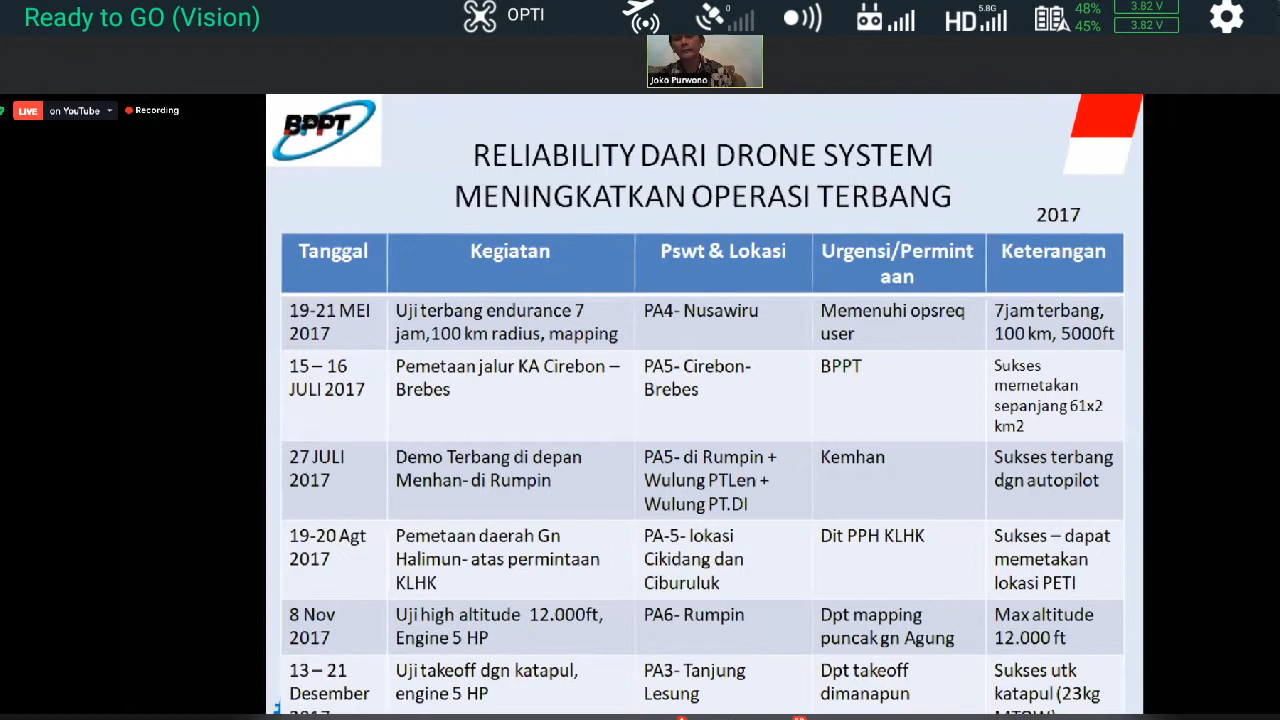 Ready to GO (Vision)
OPTI
0
5.8G
HD
48%
45%
3.82 V
3.82 V
Joko Purwono
LIVE on YouTube
Recording
BPPT
RELIABILITY DARI DRONE SYSTEM
MENINGKATKAN OPERASI TERBANG
2017
Tanggal
Kegiatan
Pswt & Lokasi
Urgensi/Permint
aan
Keterangan
19-21 MEI
2017
Uji terbang endurance 7
jam,100 km radius, mapping
PA4- Nusawiru
Memenuhi opsreq
user
7jam terbang,
100 km, 5000ft
15 – 16
JULI 2017
Pemetaan jalur KA Cirebon –
Brebes
PA5- Cirebon-
Brebes
BPPT
Sukses
memetakan
sepanjang 61x2
km2
27 JULI
2017
Demo Terbang di depan
Menhan- di Rumpin
PA5- di Rumpin +
Wulung PTLen +
Wulung PT.DI
Kemhan
Sukses terbang
dgn autopilot
19-20 Agt
2017
Pemetaan daerah Gn
Halimun- atas permintaan
KLHK
PA-5- lokasi
Cikidang dan
Ciburuluk
Dit PPH KLHK
Sukses – dapat
memetakan
lokasi PETI
8 Nov
2017
Uji high altitude 12.000ft,
Engine 5 HP
PA6- Rumpin
Dpt mapping
puncak gn Agung
Max altitude
12.000 ft
13 – 21
Desember
2017
Uji takeoff dgn katapul,
engine 5 HP
PA3- Tanjung
Lesung
Dpt takeoff
dimanapun
Sukses utk
katapul (23kg
MTOW)